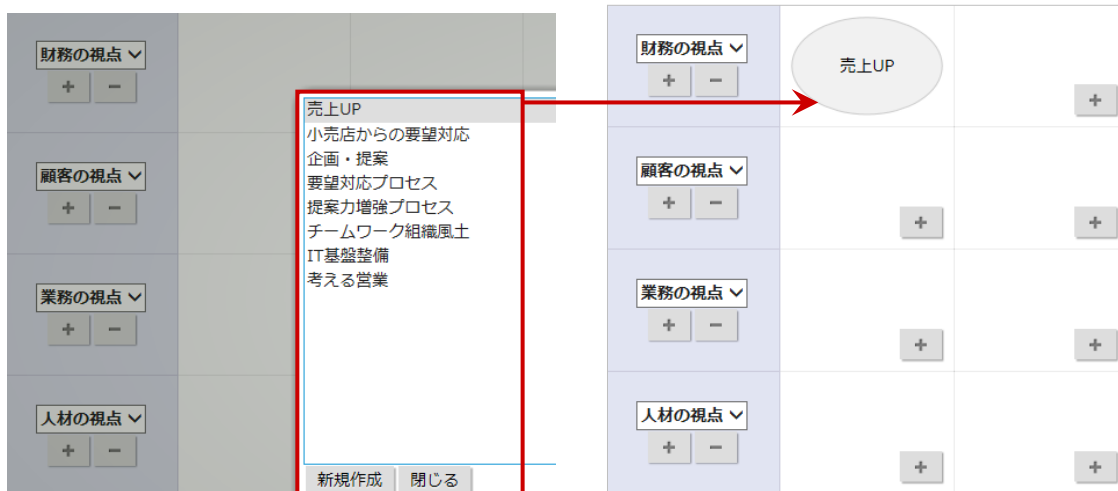 財務の視点
+ -
顧客の視点
+ -
業務の視点
+ -
人材の視点
+ -
売上UP
小売店からの要望対応
企画・提案
要望対応プロセス
提案力増強プロセス
チームワーク組織風土
IT基盤整備
考える営業
新規作成 閉じる
財務の視点
+ -
売上UP
+
顧客の視点
+ -
+ +
業務の視点
+ -
+ +
人材の視点
+ -
+ +